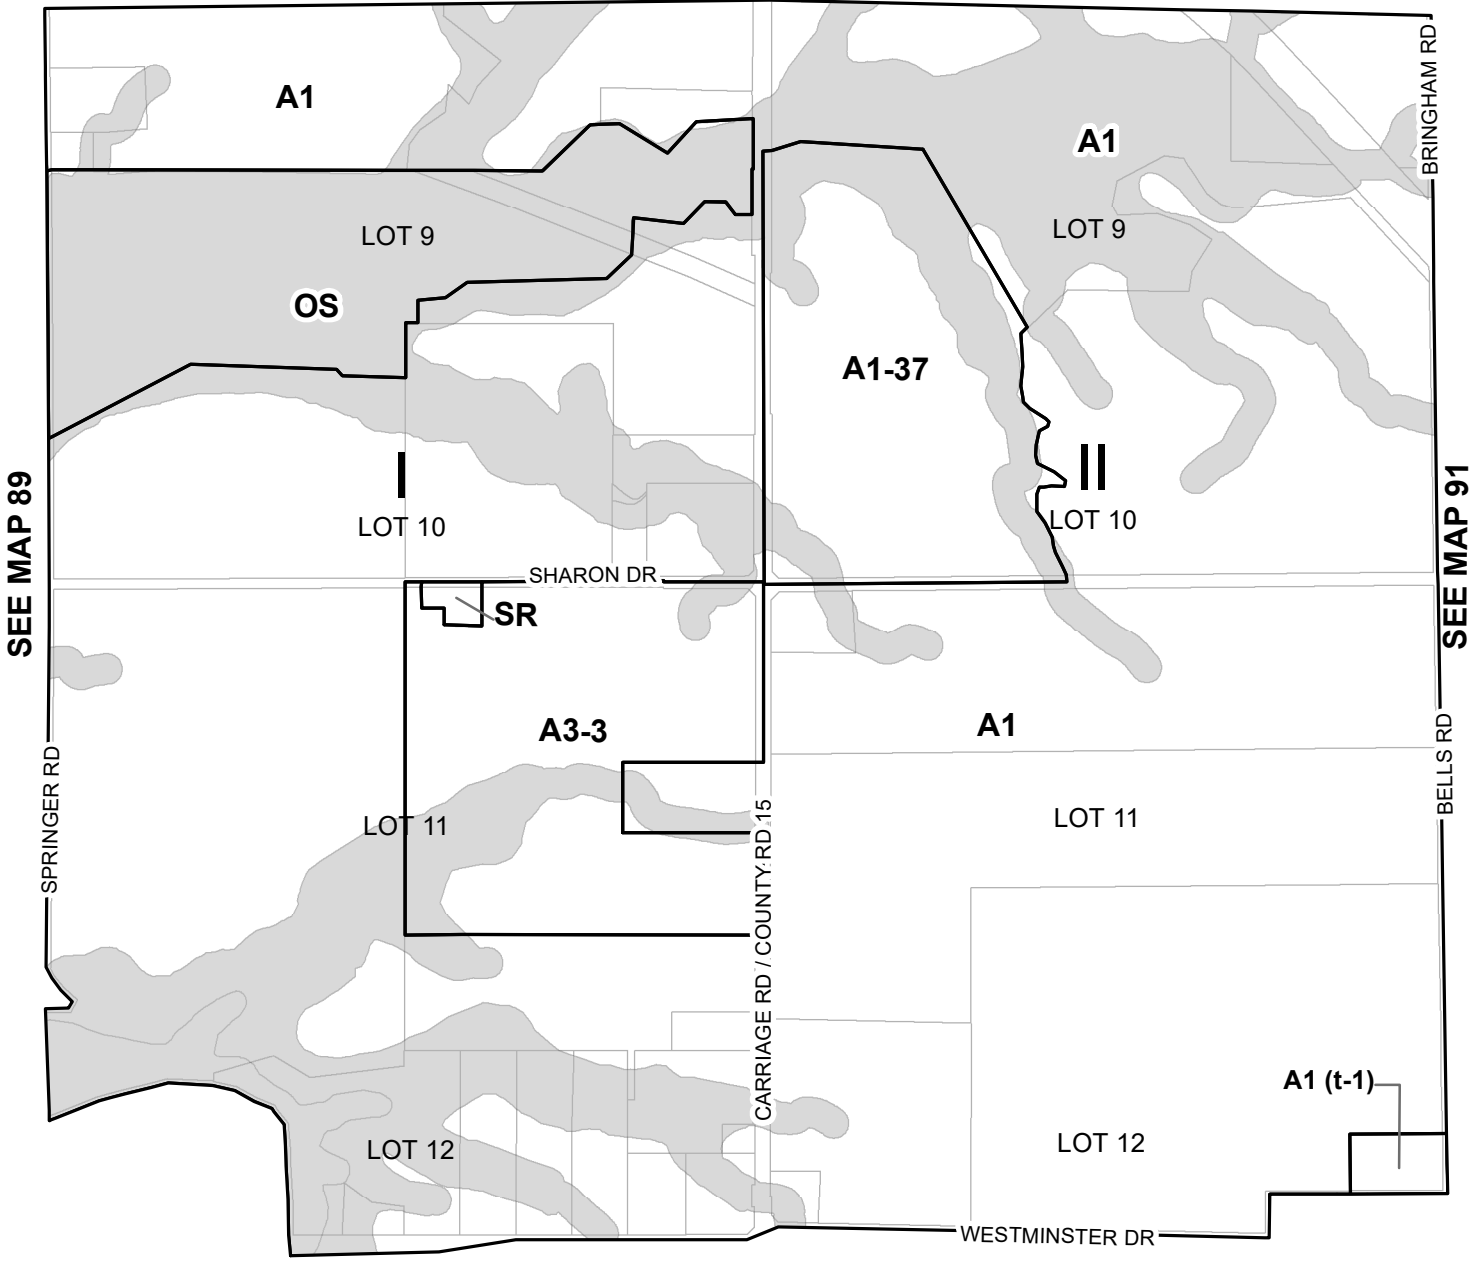 BRINGHAM RD
A1
A1
LOT 9
LOT 9
OS
A1-37
SEE MAP 89
I
II
SEE MAP 91
LOT 10
LOT 10
SHARON DR
SR
A3-3
A1
SPRINGER RD
BELLS RD
LOT 11
LOT 11
CARRIAGE RD / COUNTY RD 15
A1 (t-1)
LOT 12
LOT 12
WESTMINSTER DR